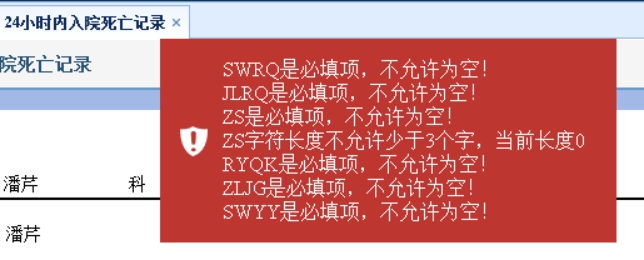 24小时内入院死亡记录 ×
院死亡记录
SWRQ是必填项，不允许为空！
JLRQ是必填项，不允许为空！
ZS是必填项，不允许为空！
ZS字符长度不允许少于3个字，当前长度0
RYQK是必填项，不允许为空！
ZLJG是必填项，不允许为空！
SWYY是必填项，不允许为空！
潘芹 科
潘芹